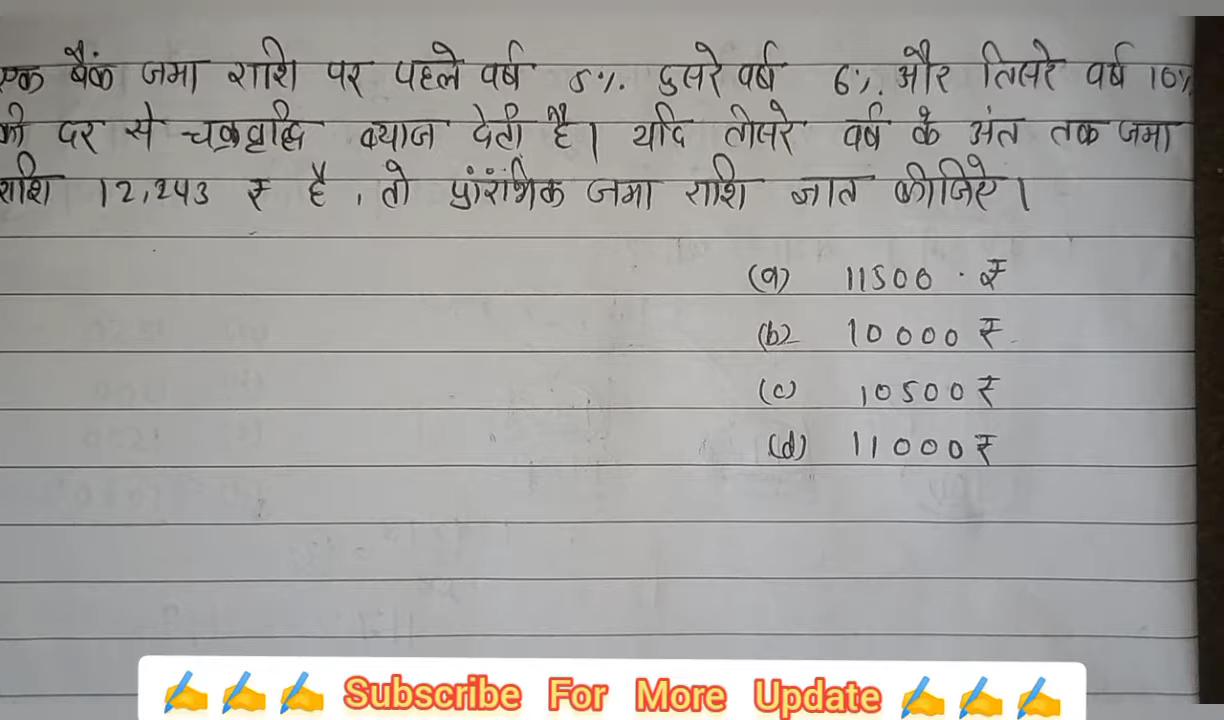 एक बैंक जमा राशि पर पहले वर्ष 5%. दुसरे वर्ष 6%. और तिसरे वर्ष 10%
की दर से चक्रवृद्धि ब्याज देती है। यदि तीसरे वर्ष के अंत तक जमा
राशि 12,243 ₹ है, तो प्रांरंभिक जमा राशि ज्ञात कीजिऐ।
(a) 11500 ₹
(b) 10000 ₹
(c) 10500 ₹
(d) 11000 ₹
✍️✍️✍️ Subscribe For More Update ✍️✍️✍️